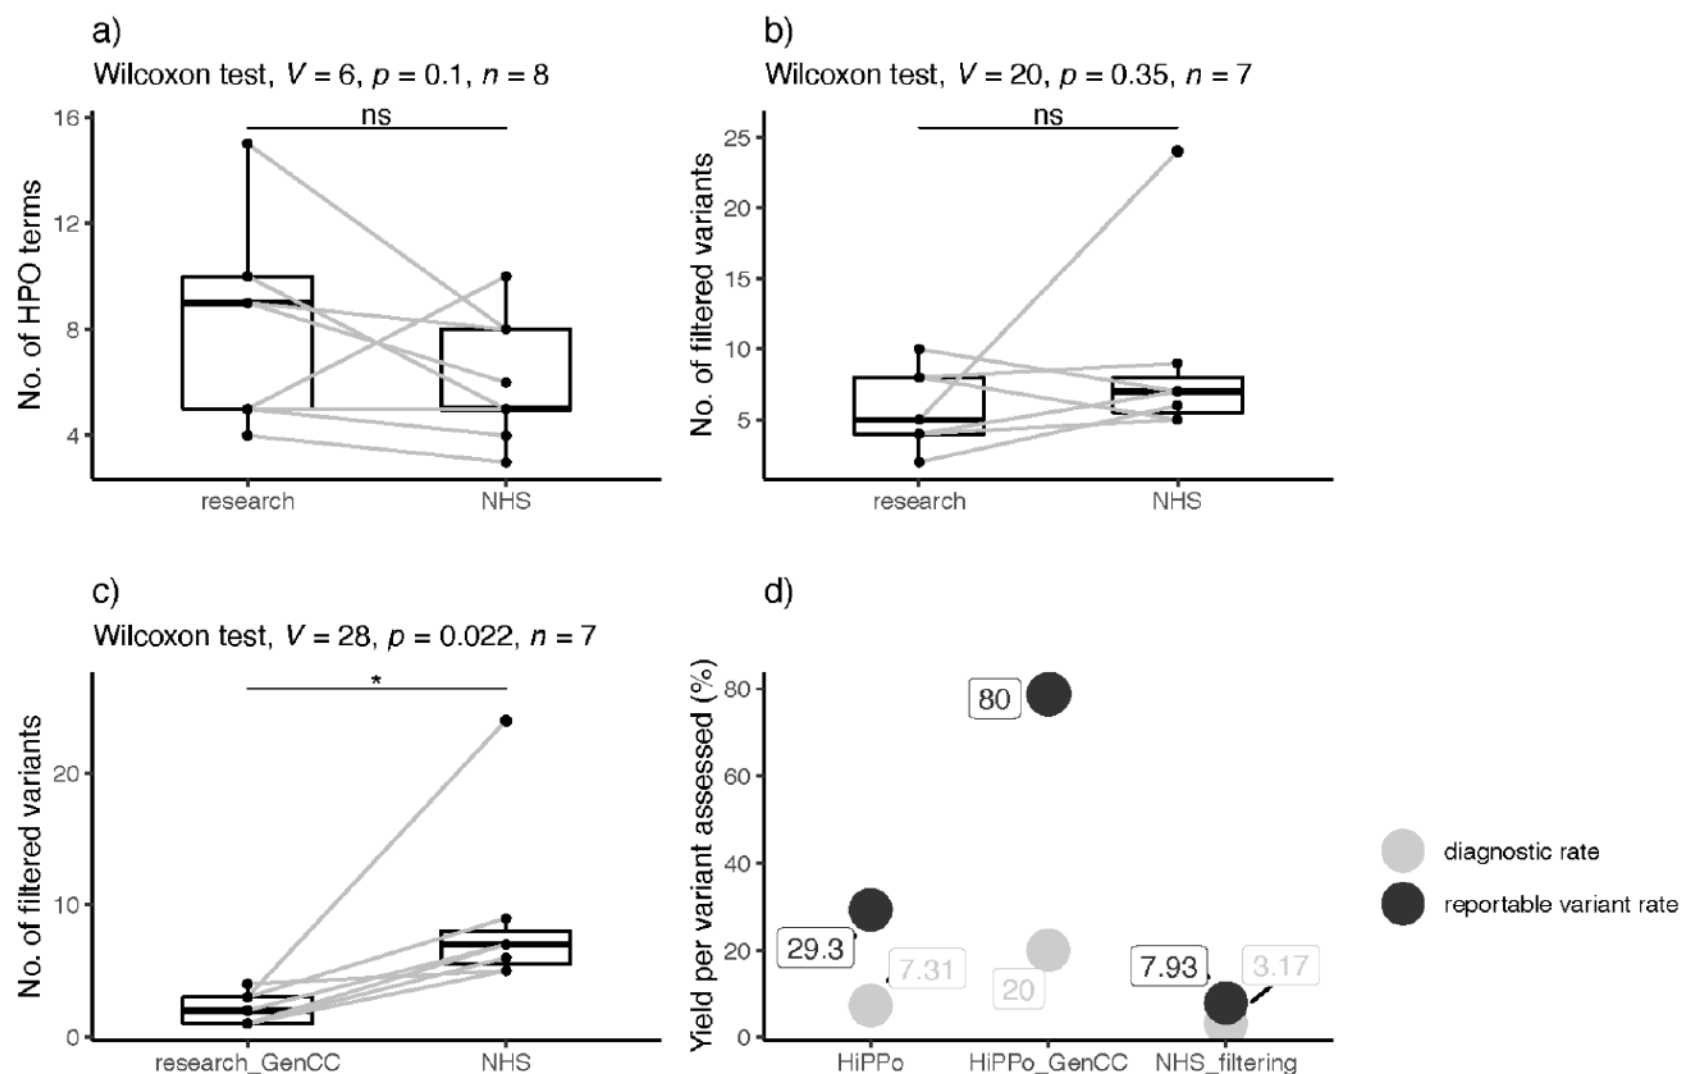 a)
Wilcoxon test, V = 6, p = 0.1, n = 8
ns
16
12
8
4
No. of HPO terms
research
NHS
b)
Wilcoxon test, V = 20, p = 0.35, n = 7
ns
25
20
15
10
5
No. of filtered variants
research
NHS
c)
Wilcoxon test, V = 28, p = 0.022, n = 7
*
20
10
0
No. of filtered variants
research_GenCC
NHS
d)
80
60
40
20
0
Yield per variant assessed (%)
80
29.3
7.31
20
7.93
3.17
HiPPo
HiPPo_GenCC
NHS_filtering
diagnostic rate
reportable variant rate